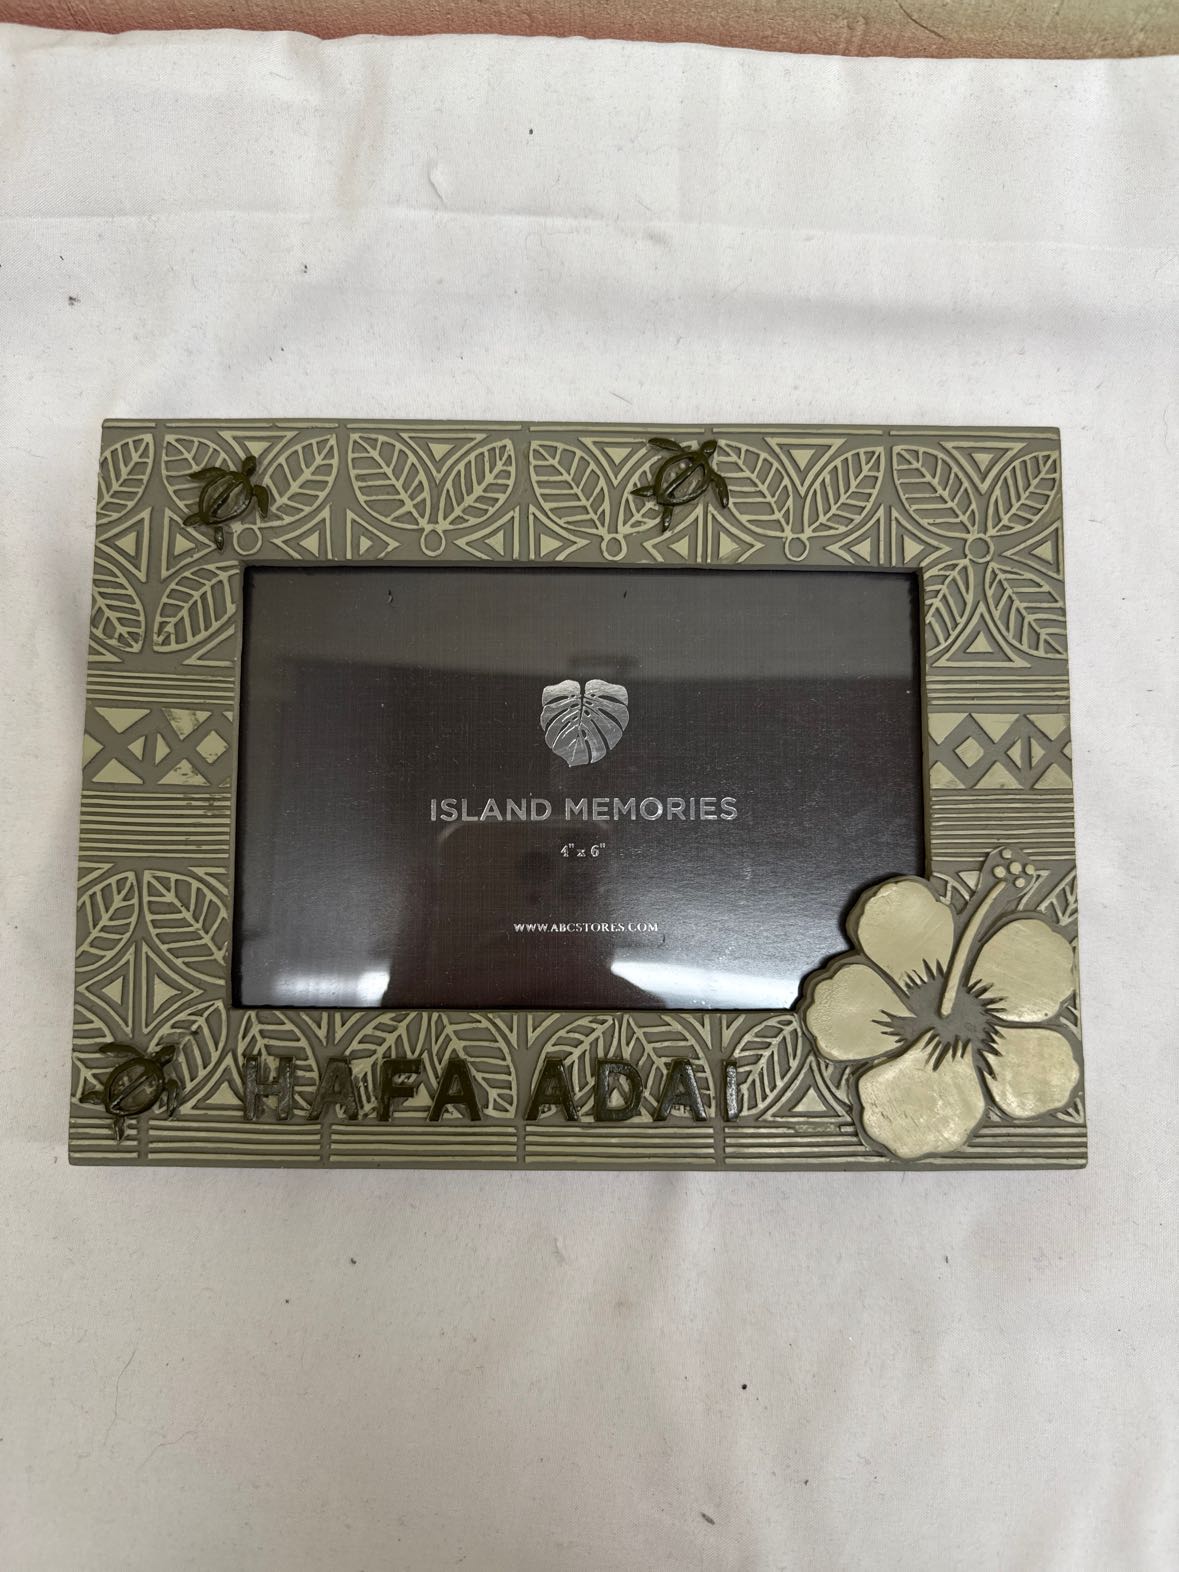 ISLAND MEMORIES
4" x 6"
WWW.ABCSTORES.COM
HAFA ADAI